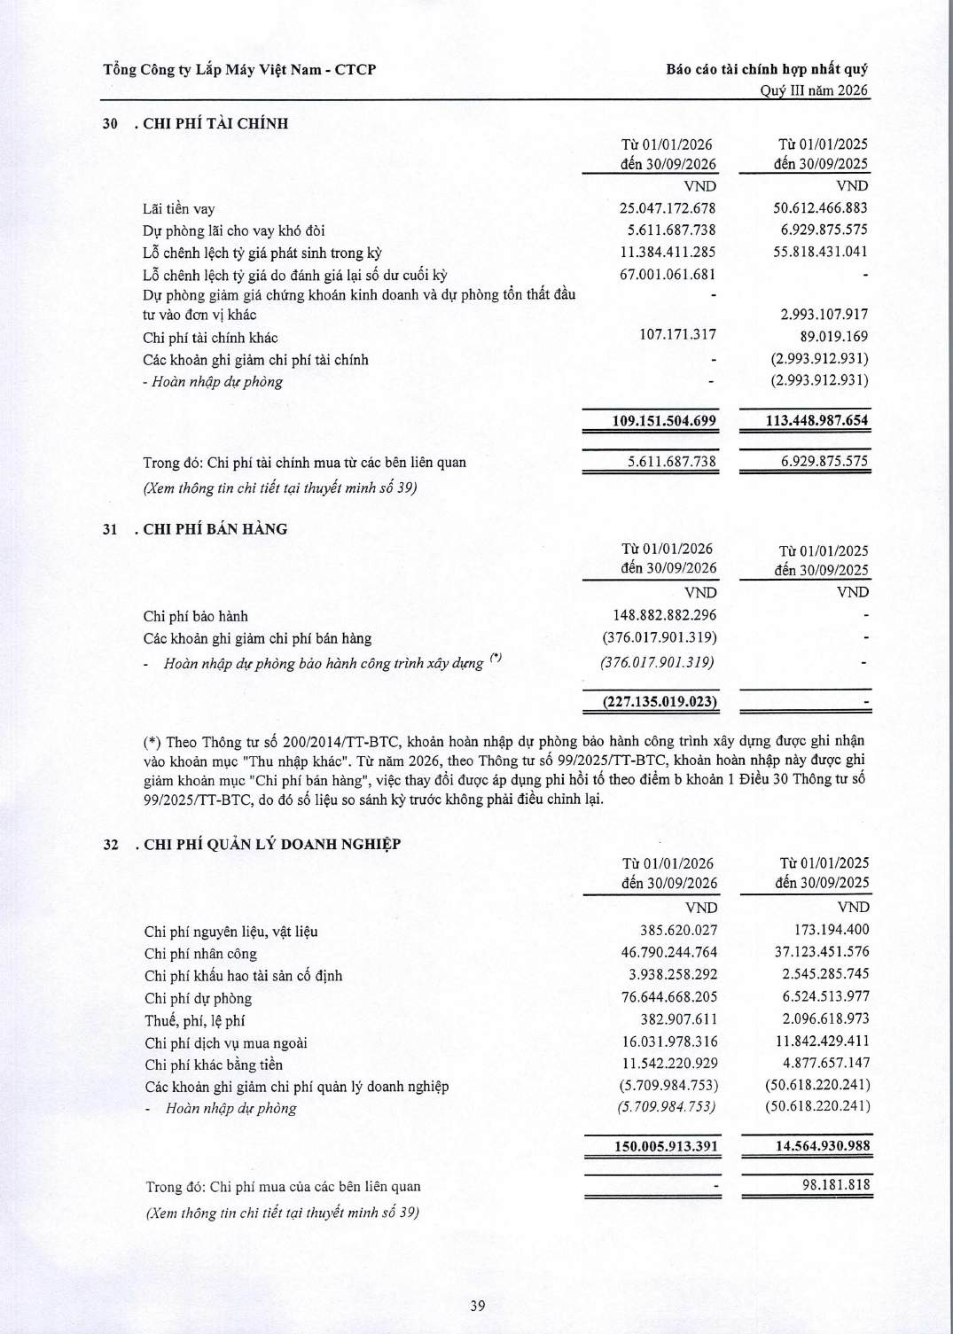 Tổng Công ty Lắp Máy Việt Nam - CTCP
Báo cáo tài chính hợp nhất quý
Quý III năm 2026
30 . CHI PHÍ TÀI CHÍNH
Từ 01/01/2026 Từ 01/01/2025
đến 30/09/2026 đến 30/09/2025
VND VND
Lãi tiền vay 25.047.172.678 50.612.466.883
Dự phòng lãi cho vay khó đòi 5.611.687.738 6.929.875.575
Lỗ chênh lệch tỷ giá phát sinh trong kỳ 11.384.411.285 55.818.431.041
Lỗ chênh lệch tỷ giá do đánh giá lại số dư cuối kỳ 67.001.061.681 -
Dự phòng giảm giá chứng khoán kinh doanh và dự phòng tổn thất đầu -
tư vào đơn vị khác 2.993.107.917
Chi phí tài chính khác 107.171.317 89.019.169
Các khoản ghi giảm chi phí tài chính - (2.993.912.931)
- Hoàn nhập dự phòng - (2.993.912.931)
109.151.504.699 113.448.987.654
Trong đó: Chi phí tài chính mua từ các bên liên quan 5.611.687.738 6.929.875.575
(Xem thông tin chi tiết tại thuyết minh số 39)
31 . CHI PHÍ BÁN HÀNG
Từ 01/01/2026 Từ 01/01/2025
đến 30/09/2026 đến 30/09/2025
VND VND
Chi phí bảo hành 148.882.882.296 -
Các khoản ghi giảm chi phí bán hàng (376.017.901.319) -
- Hoàn nhập dự phòng bảo hành công trình xây dựng (*) (376.017.901.319) -
(227.135.019.023) -
(*) Theo Thông tư số 200/2014/TT-BTC, khoản hoàn nhập dự phòng bảo hành công trình xây dựng được ghi nhận
vào khoản mục "Thu nhập khác". Từ năm 2026, theo Thông tư số 99/2025/TT-BTC, khoản hoàn nhập này được ghi
giảm khoản mục "Chi phí bán hàng", việc thay đổi được áp dụng phi hồi tố theo điểm b khoản 1 Điều 30 Thông tư số
99/2025/TT-BTC, do đó số liệu so sánh kỳ trước không phải điều chỉnh lại.
32 . CHI PHÍ QUẢN LÝ DOANH NGHIỆP
Từ 01/01/2026 Từ 01/01/2025
đến 30/09/2026 đến 30/09/2025
VND VND
Chi phí nguyên liệu, vật liệu 385.620.027 173.194.400
Chi phí nhân công 46.790.244.764 37.123.451.576
Chi phí khấu hao tài sản cố định 3.938.258.292 2.545.285.745
Chi phí dự phòng 76.644.668.205 6.524.513.977
Thuế, phí, lệ phí 382.907.611 2.096.618.973
Chi phí dịch vụ mua ngoài 16.031.978.316 11.842.429.411
Chi phí khác bằng tiền 11.542.220.929 4.877.657.147
Các khoản ghi giảm chi phí quản lý doanh nghiệp (5.709.984.753) (50.618.220.241)
- Hoàn nhập dự phòng (5.709.984.753) (50.618.220.241)
150.005.913.391 14.564.930.988
Trong đó: Chi phí mua của các bên liên quan - 98.181.818
(Xem thông tin chi tiết tại thuyết minh số 39)
39